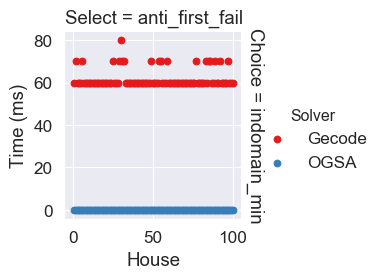 Select = anti_first_fail
80
60
40
20
0
Time (ms)
0
50
100
House
Choice = indomain_min
Solver
Gecode
OGSA